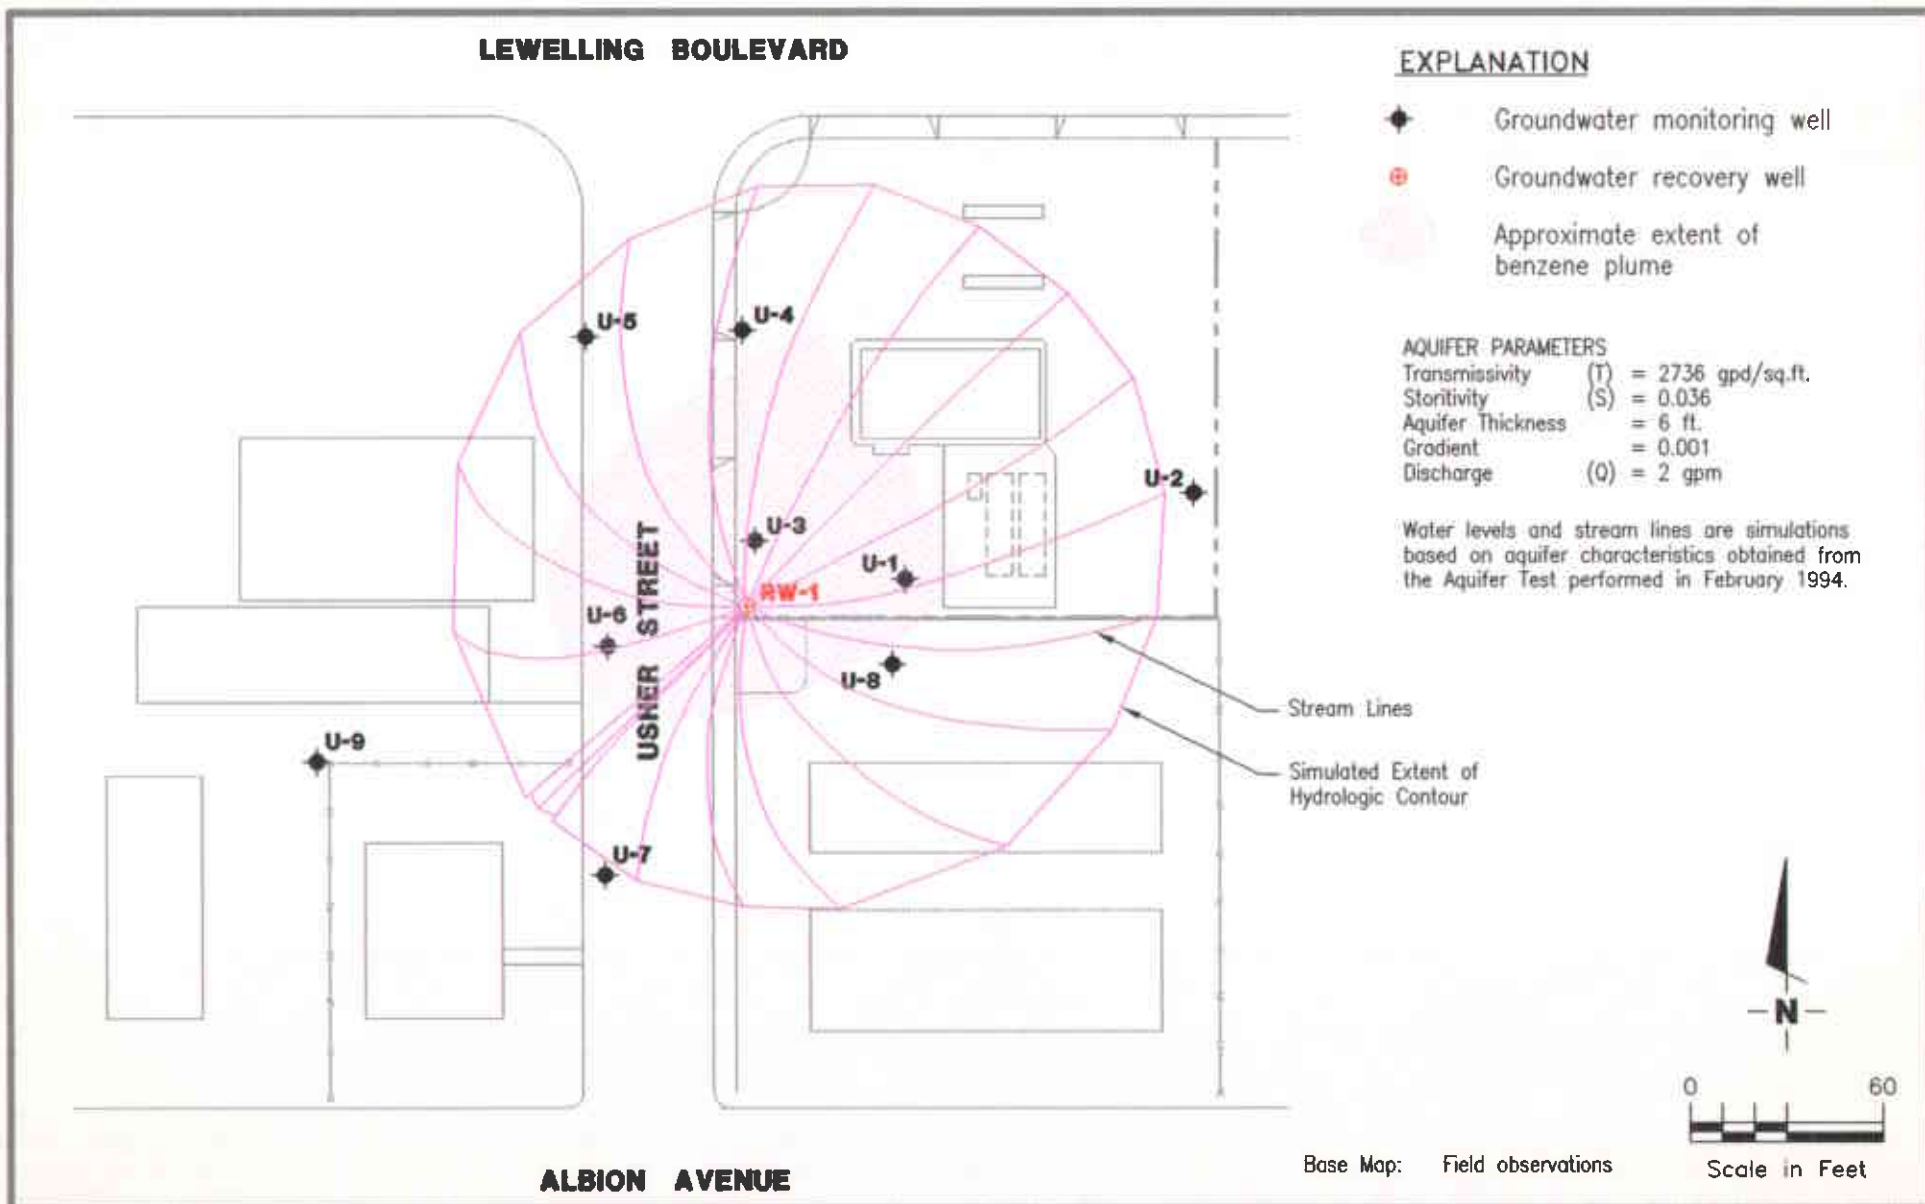 LEWELLING BOULEVARD
EXPLANATION
Groundwater monitoring well
Groundwater recovery well
Approximate extent of
benzene plume
AQUIFER PARAMETERS
Transmissivity (T) = 2736 gpd/sq.ft.
Storitivity (S) = 0.036
Aquifer Thickness = 6 ft.
Gradient = 0.001
Discharge (Q) = 2 gpm
Water levels and stream lines are simulations
based on aquifer characteristics obtained from
the Aquifer Test performed in February 1994.
U-5
U-4
U-2
U-3
U-1
RW-1
U-6
U-8
USHER STREET
U-9
U-7
Stream Lines
Simulated Extent of
Hydrologic Contour
N
0 60
Scale in Feet
Base Map: Field observations
ALBION AVENUE